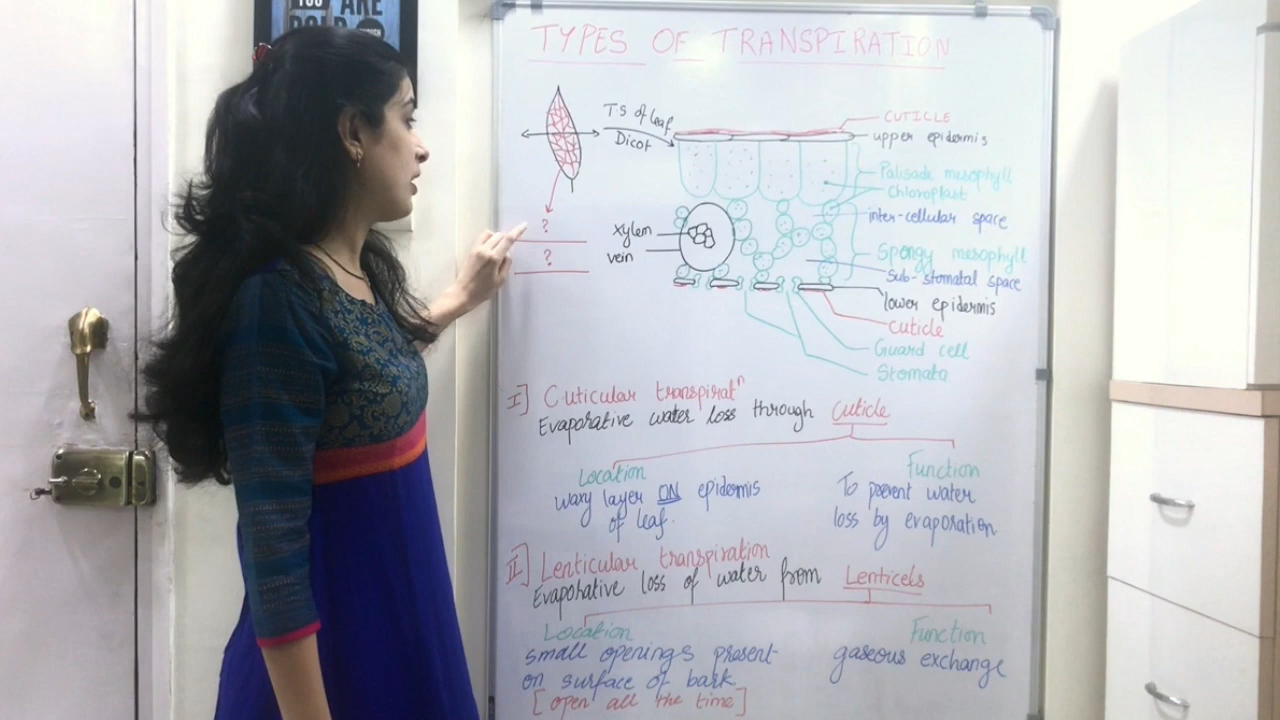 YOU ARE
TYPES OF TRANSPIRATION
TS of leaf
Dicot
CUTICLE
upper epidermis
Palisade mesophyll
Chloroplast
inter-cellular space
?
xylem
vein
?
Spongy mesophyll
Sub-stomatal space
lower epidermis
Cuticle
Guard cell
Stomata
I] Cuticular transpiratⁿ
Evaporative water loss through Cuticle
Location
Function
waxy layer ON epidermis
of leaf.
To prevent water
loss by evaporation
II] Lenticular transpiration
Evaporative loss of water from Lenticels
Location
Function
small openings present
on surface of bark
[open all the time]
gaseous exchange